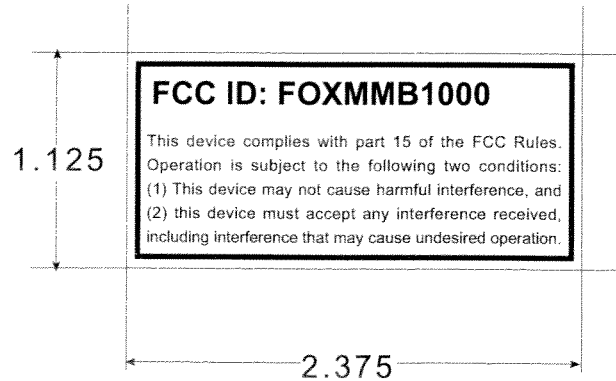 FCC ID: FOXMMB1000
This device complies with part 15 of the FCC Rules.
Operation is subject to the following two conditions:
(1) This device may not cause harmful interference, and
(2) this device must accept any interference received,
including interference that may cause undesired operation.
1.125
2.375